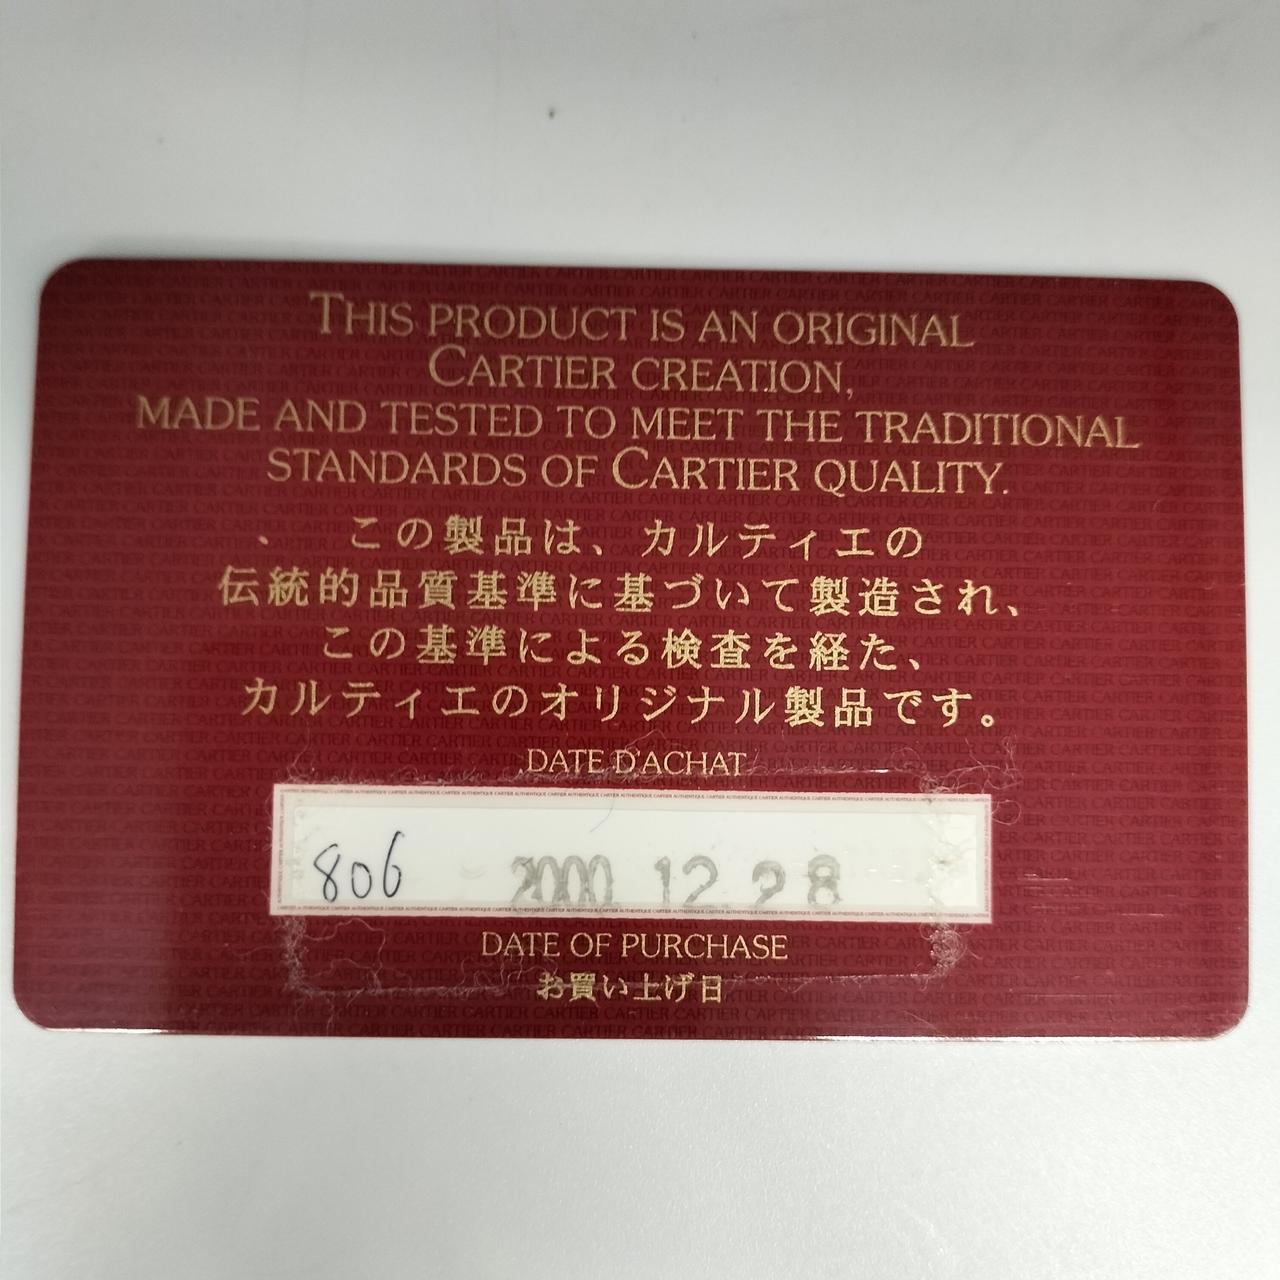 THIS PRODUCT IS AN ORIGINAL
CARTIER CREATION,
MADE AND TESTED TO MEET THE TRADITIONAL
STANDARDS OF CARTIER QUALITY.
この製品は、カルティエの
伝統的品質基準に基づいて製造され、
この基準による検査を経た、
カルティエのオリジナル製品です。
DATE D'ACHAT
806 2000.12.28
DATE OF PURCHASE
お買い上げ日